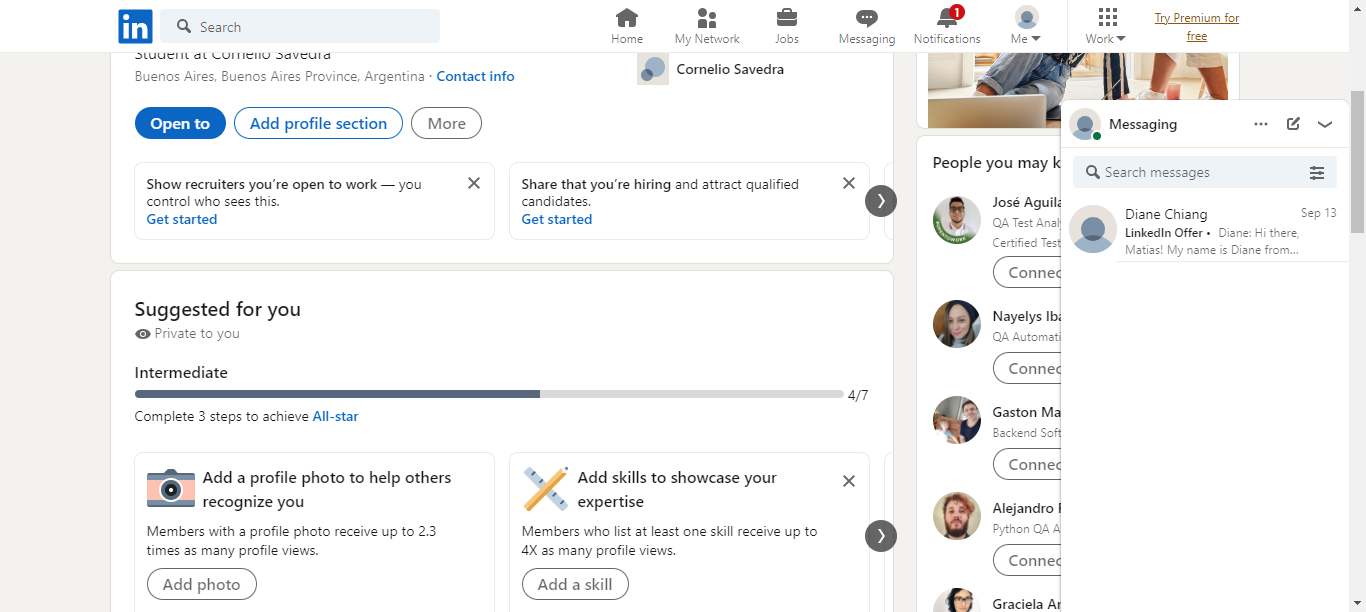 in
Search
Home
My Network
Jobs
Messaging
1
Notifications
Me
Work
Try Premium for
free
Student at Cornelio Savedra
Buenos Aires, Buenos Aires Province, Argentina · Contact info
Cornelio Savedra
Open to
Add profile section
More
Show recruiters you're open to work — you
control who sees this.
Get started
Share that you're hiring and attract qualified
candidates.
Get started
Suggested for you
Private to you
Intermediate
4/7
Complete 3 steps to achieve All-star
Add a profile photo to help others
recognize you
Members with a profile photo receive up to 2.3
times as many profile views.
Add photo
Add skills to showcase your
expertise
Members who list at least one skill receive up to
4X as many profile views.
Add a skill
People you may k
José Aguila
QA Test Analy
Certified Test
Connec
Nayelys Iba
QA Automati
Connec
Gaston Ma
Backend Soft
Connec
Alejandro
Python QA A
Connec
Graciela Ar
Messaging
Search messages
Diane Chiang
Sep 13
LinkedIn Offer • Diane: Hi there,
Matias! My name is Diane from...